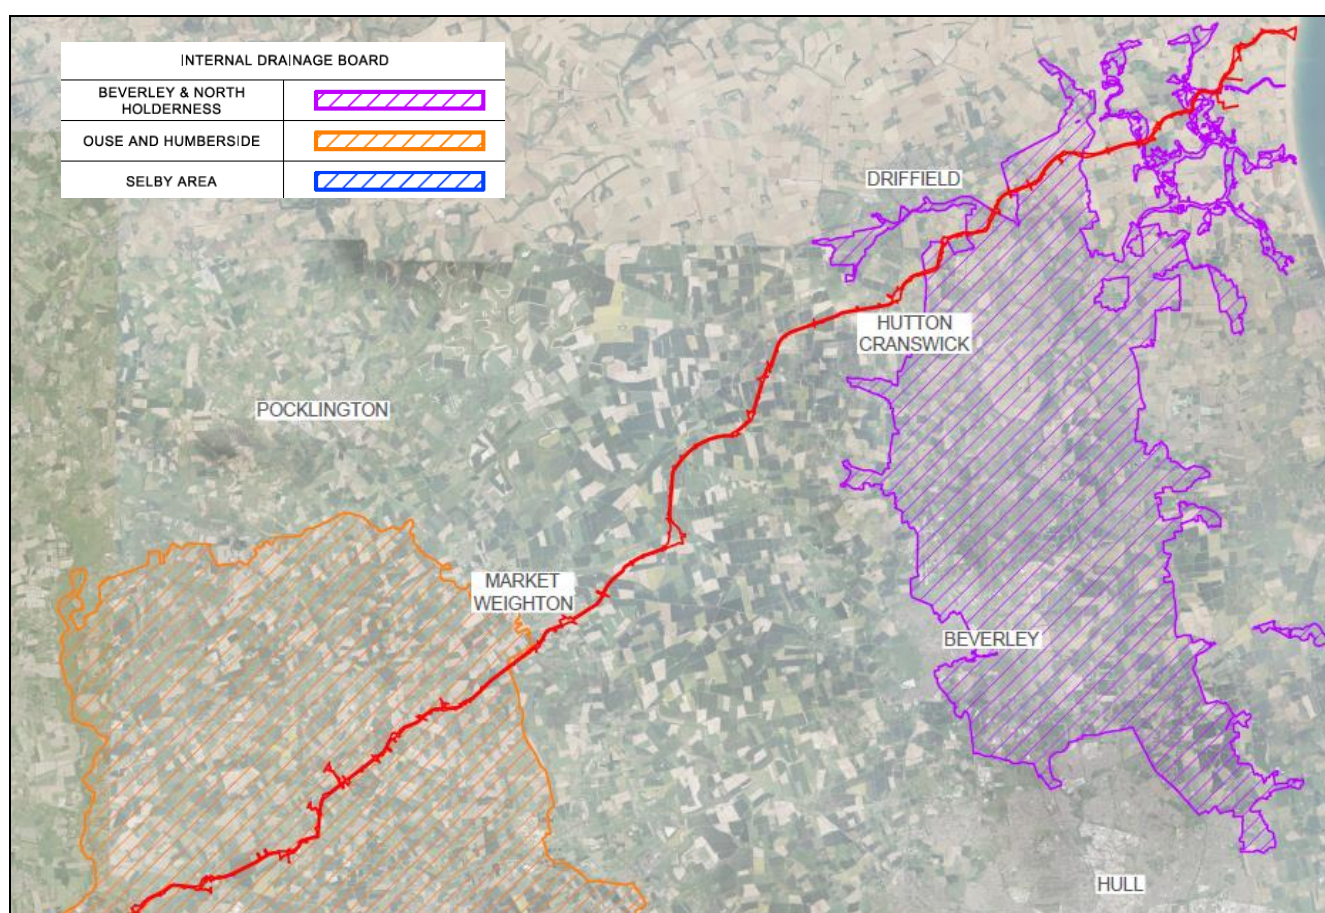 INTERNAL DRAINAGE BOARD
BEVERLEY & NORTH
HOLDERNESS
OUSE AND HUMBERSIDE
SELBY AREA
DRIFFIELD
HUTTON
CRANSWICK
POCKLINGTON
MARKET
WEIGHTON
BEVERLEY
HULL